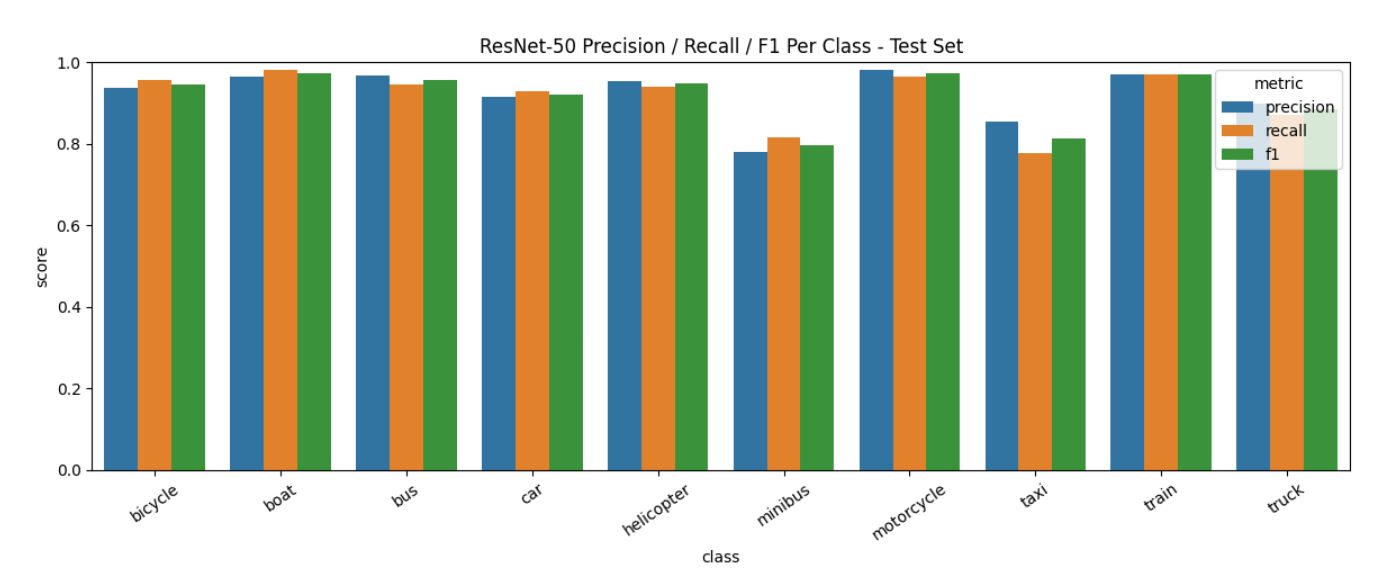 ResNet-50 Precision / Recall / F1 Per Class - Test Set
1.0
0.8
0.6
0.4
0.2
0.0
score
metric
precision
recall
f1
bicycle
boat
bus
car
helicopter
minibus
motorcycle
taxi
train
truck
class